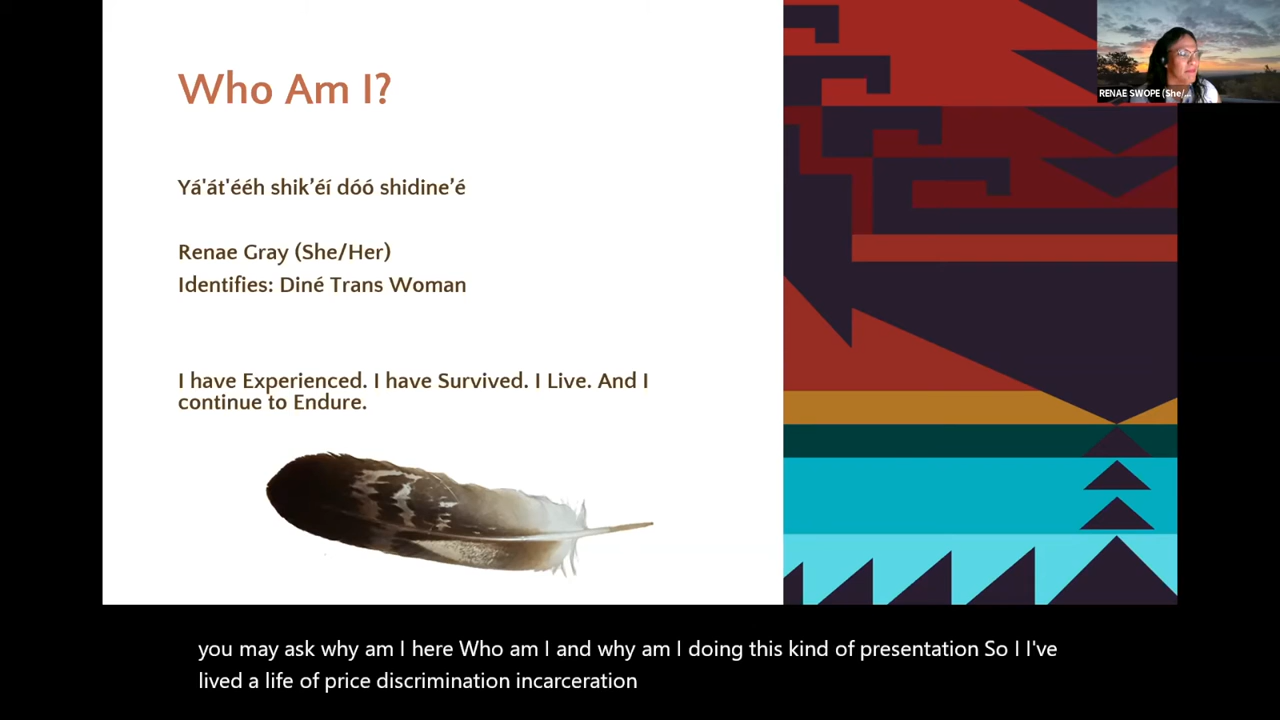 Who Am I?
Yá'át'ééh shik’éí dóó shidine’é
Renae Gray (She/Her)
Identifies: Diné Trans Woman
I have Experienced. I have Survived. I Live. And I
continue to Endure.
RENAE SWOPE (She/...
you may ask why am I here Who am I and why am I doing this kind of presentation So I I've
lived a life of price discrimination incarceration